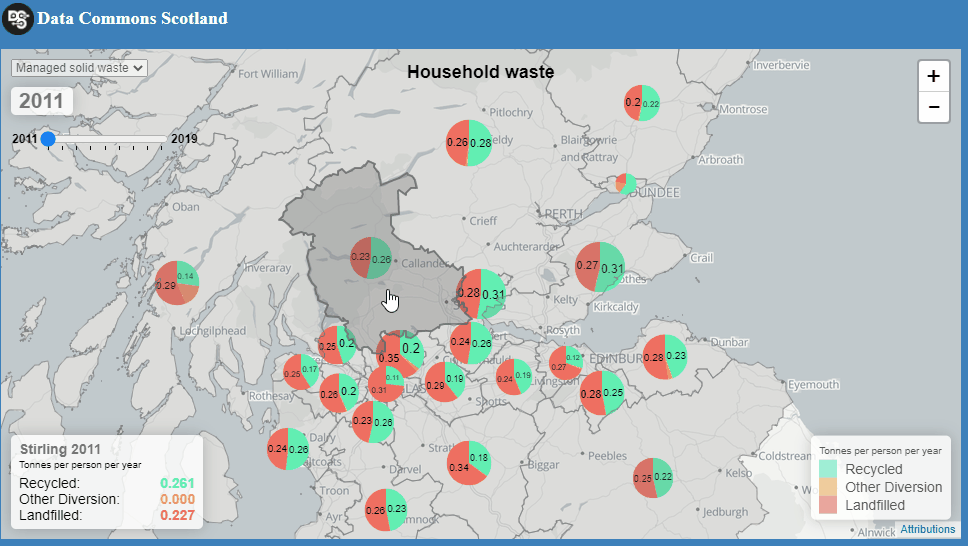 Data Commons Scotland
Managed solid waste
Household waste
2011
2011 2019
+
−
Fort William
Inverbervie
Pitlochry
Montrose
0.2 0.22
0.26 0.28
eldy
Blairgowrie
and Rattray
Arbroath
DUNDEE
Oban
PERTH
Crieff
Auchterarder
Crail
Inveraray
0.23 0.26
Callander
0.27 0.31
othes
0.29 0.14
0.28 0.31
Kelty
Kirkcaldy
Lochgilphead
Rosyth
Dunbar
0.25 0.2
0.35 0.2
0.24 0.26
0.27 0.12
EDINBUR
0.28 0.23
0.25 0.17
0.31 0.11
0.29 0.19
0.24 0.19
Livingston
Eyemouth
Rothesay
0.26 0.2
Shotts
0.28 0.25
0.23 0.26
Dalry
0.24 0.26
Strat
0.34 0.18
Peebles
Coldstream
Darvel
Biggar
Kelso
0.25 0.22
Troon
0.26 0.23
Jedburgh
Ayr
Alnwick
Stirling 2011
Tonnes per person per year
Recycled: 0.261
Other Diversion: 0.000
Landfilled: 0.227
Tonnes per person per year
Recycled
Other Diversion
Landfilled
Attributions